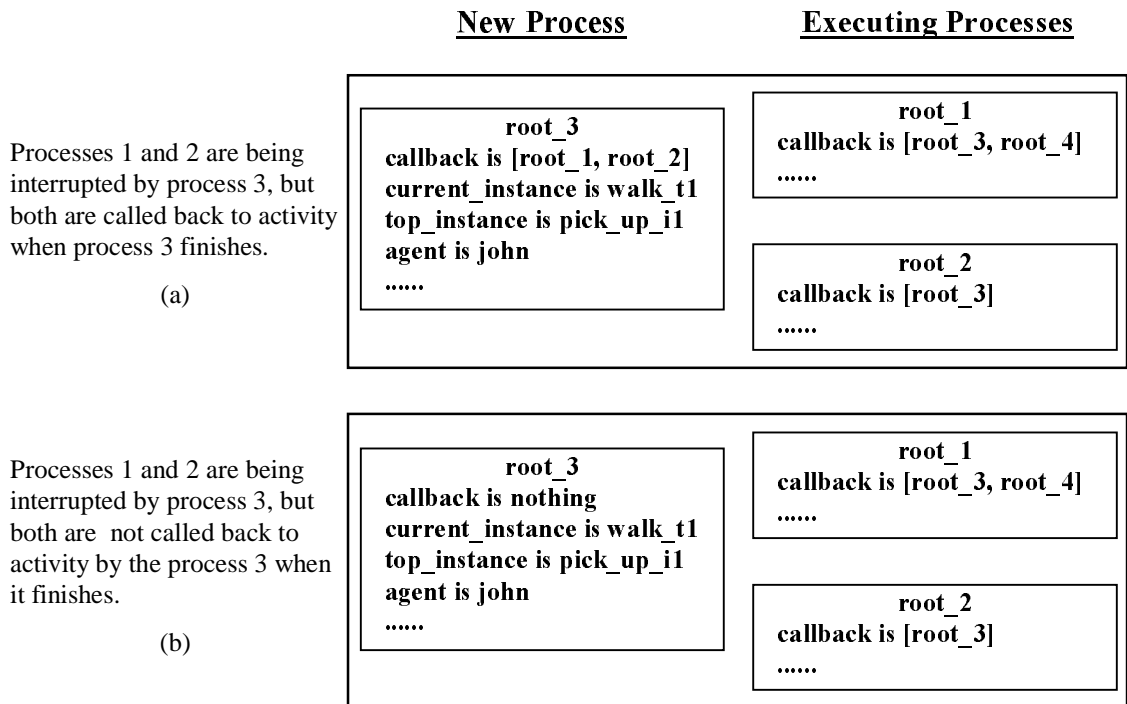 New Process
Executing Processes
Processes 1 and 2 are being
interrupted by process 3, but
both are called back to activity
when process 3 finishes.
(a)
root_3
callback is [root_1, root_2]
current_instance is walk_t1
top_instance is pick_up_i1
agent is john
......
root_1
callback is [root_3, root_4]
......
root_2
callback is [root_3]
......
Processes 1 and 2 are being
interrupted by process 3, but
both are  not called back to
activity by the process 3 when
it finishes.
(b)
root_3
callback is nothing
current_instance is walk_t1
top_instance is pick_up_i1
agent is john
......
root_1
callback is [root_3, root_4]
......
root_2
callback is [root_3]
......